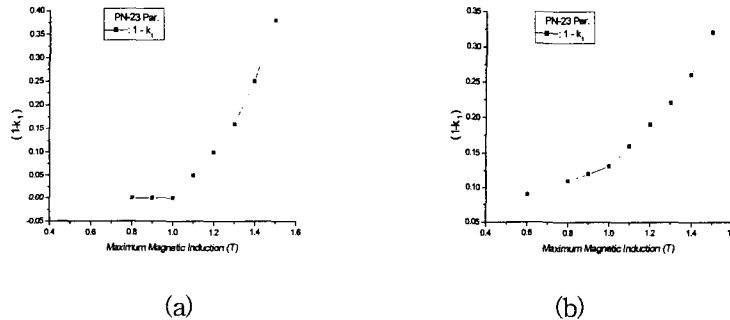 PN-23 Par.
: 1 - k₁
0.40
0.35
0.30
0.25
0.20
0.15
0.10
0.05
0.00
-0.05
(1-k₁)
0.4 0.6 0.8 1.0 1.2 1.4 1.6
Maximum Magnetic Induction (T)
(a)
PN-23 Par.
: 1 - k₁
0.35
0.30
0.25
0.20
0.15
0.10
0.05
(1-k₁)
0.4 0.6 0.8 1.0 1.2 1.4
Maximum Magnetic Induction (T)
(b)